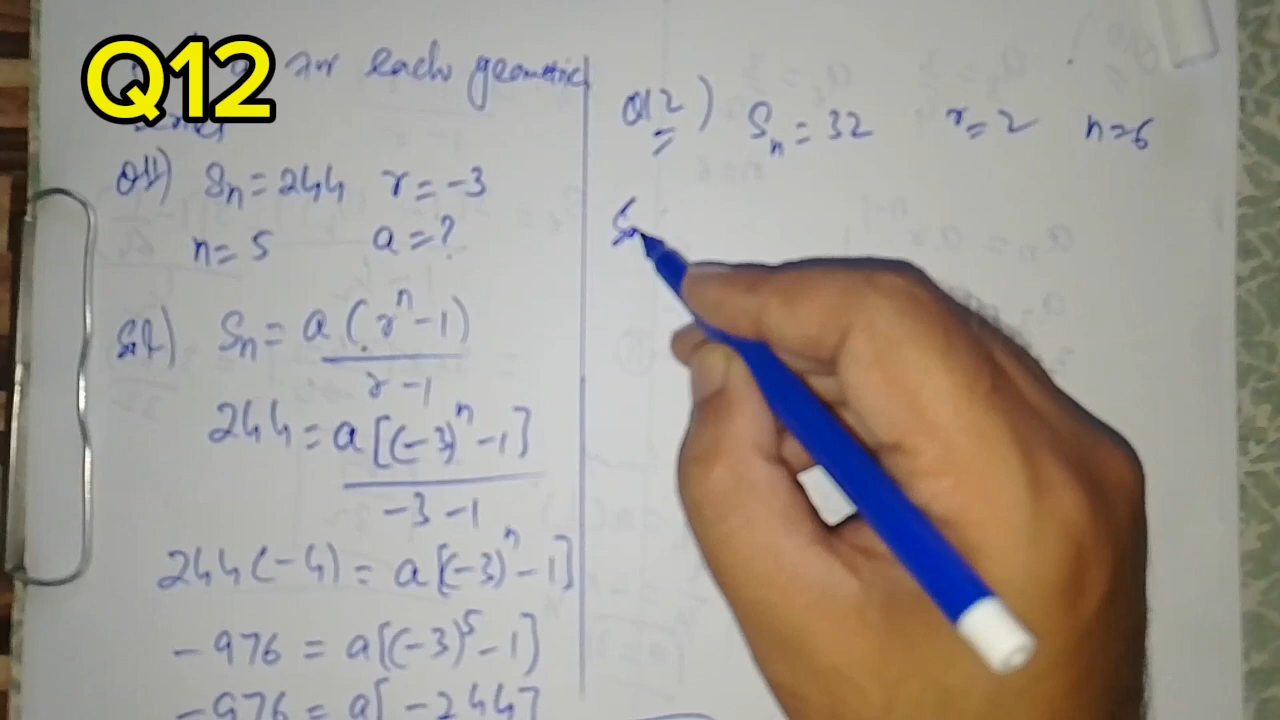 Q12
for each geometric
Q11) Sn = 244 r = -3
n = 5 a = ?
Sol) Sn = a (r^n - 1)
r - 1
244 = a [(-3)^n - 1]
-3 - 1
244 (-4) = a [(-3)^n - 1]
-976 = a[(-3)^5 - 1]
-976 = a[-244]
Q12) Sn = 32 r = 2 n = 6
S